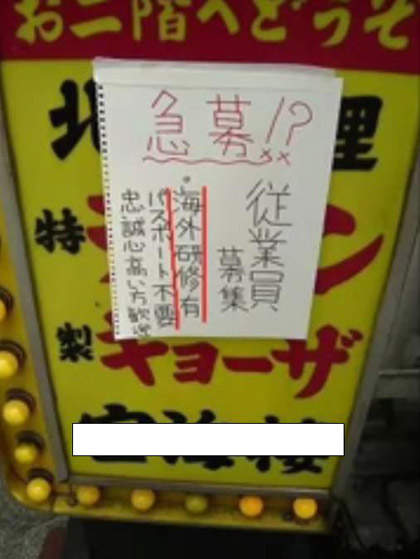 お二階へどうぞ
急募!?
従業員
募集
・海外研修有
パスポート不要
忠誠心高い方歓迎
北
理
特
ン
製
ギョーザ